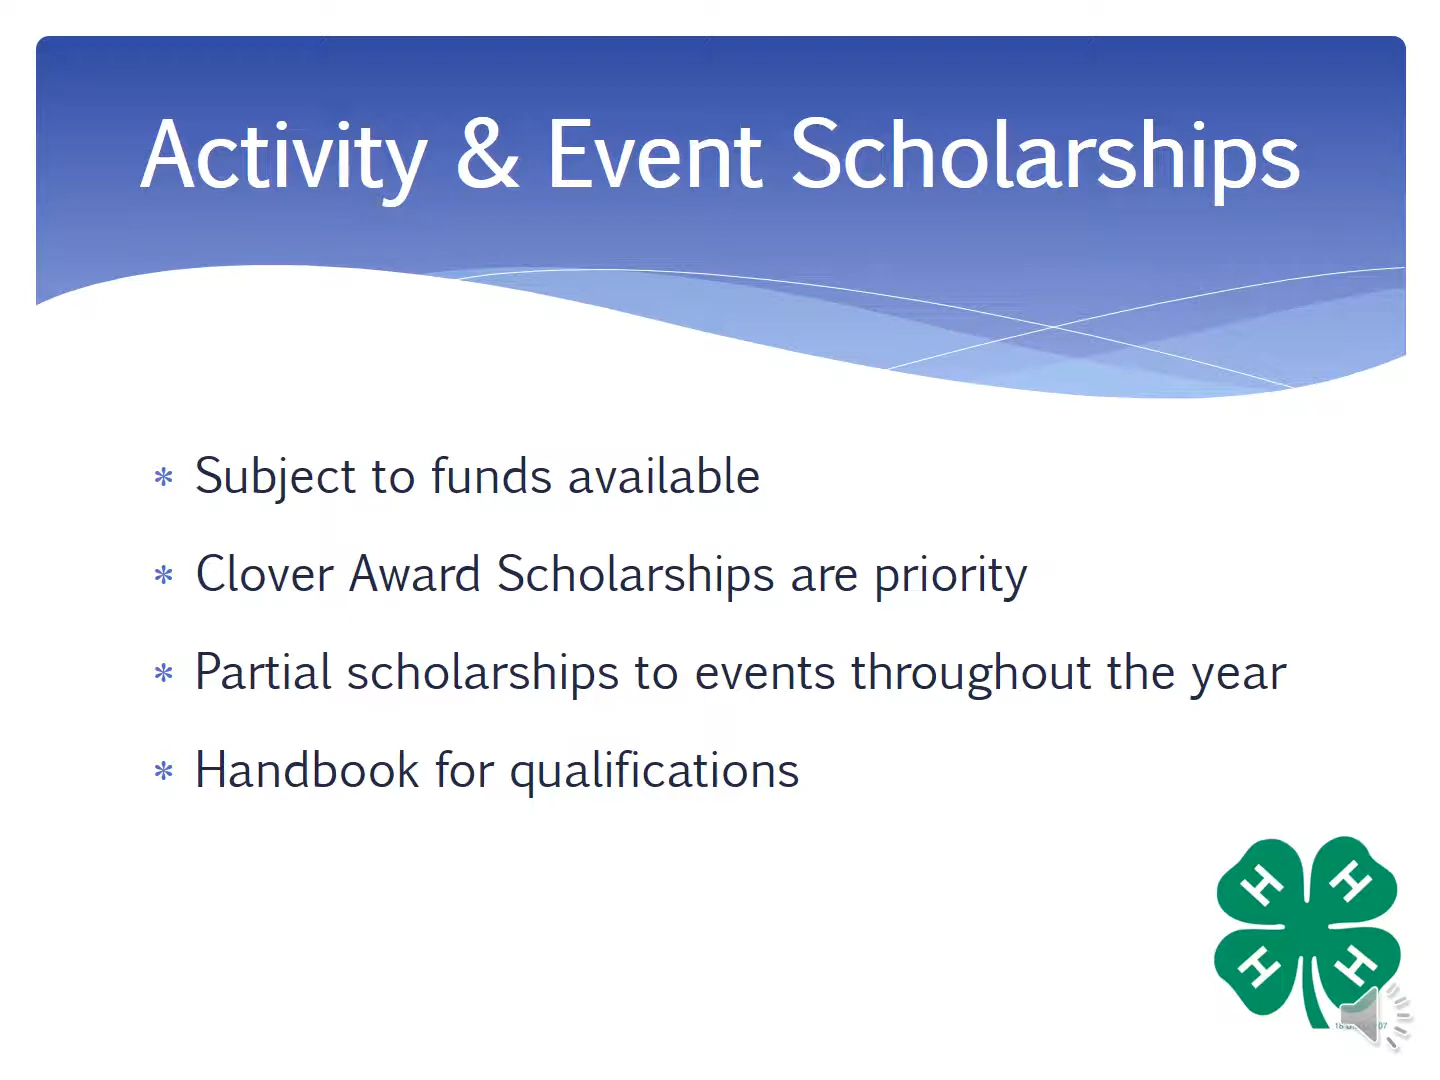 Activity & Event Scholarships
* Subject to funds available
* Clover Award Scholarships are priority
* Partial scholarships to events throughout the year
* Handbook for qualifications
H H
H H